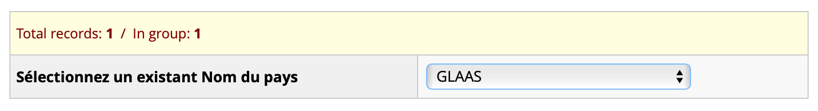 Total records: 1 / In group: 1
Sélectionnez un existant Nom du pays GLAAS